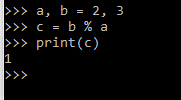 >>> a, b = 2, 3
>>> c = b % a
>>> print(c)
1
>>>